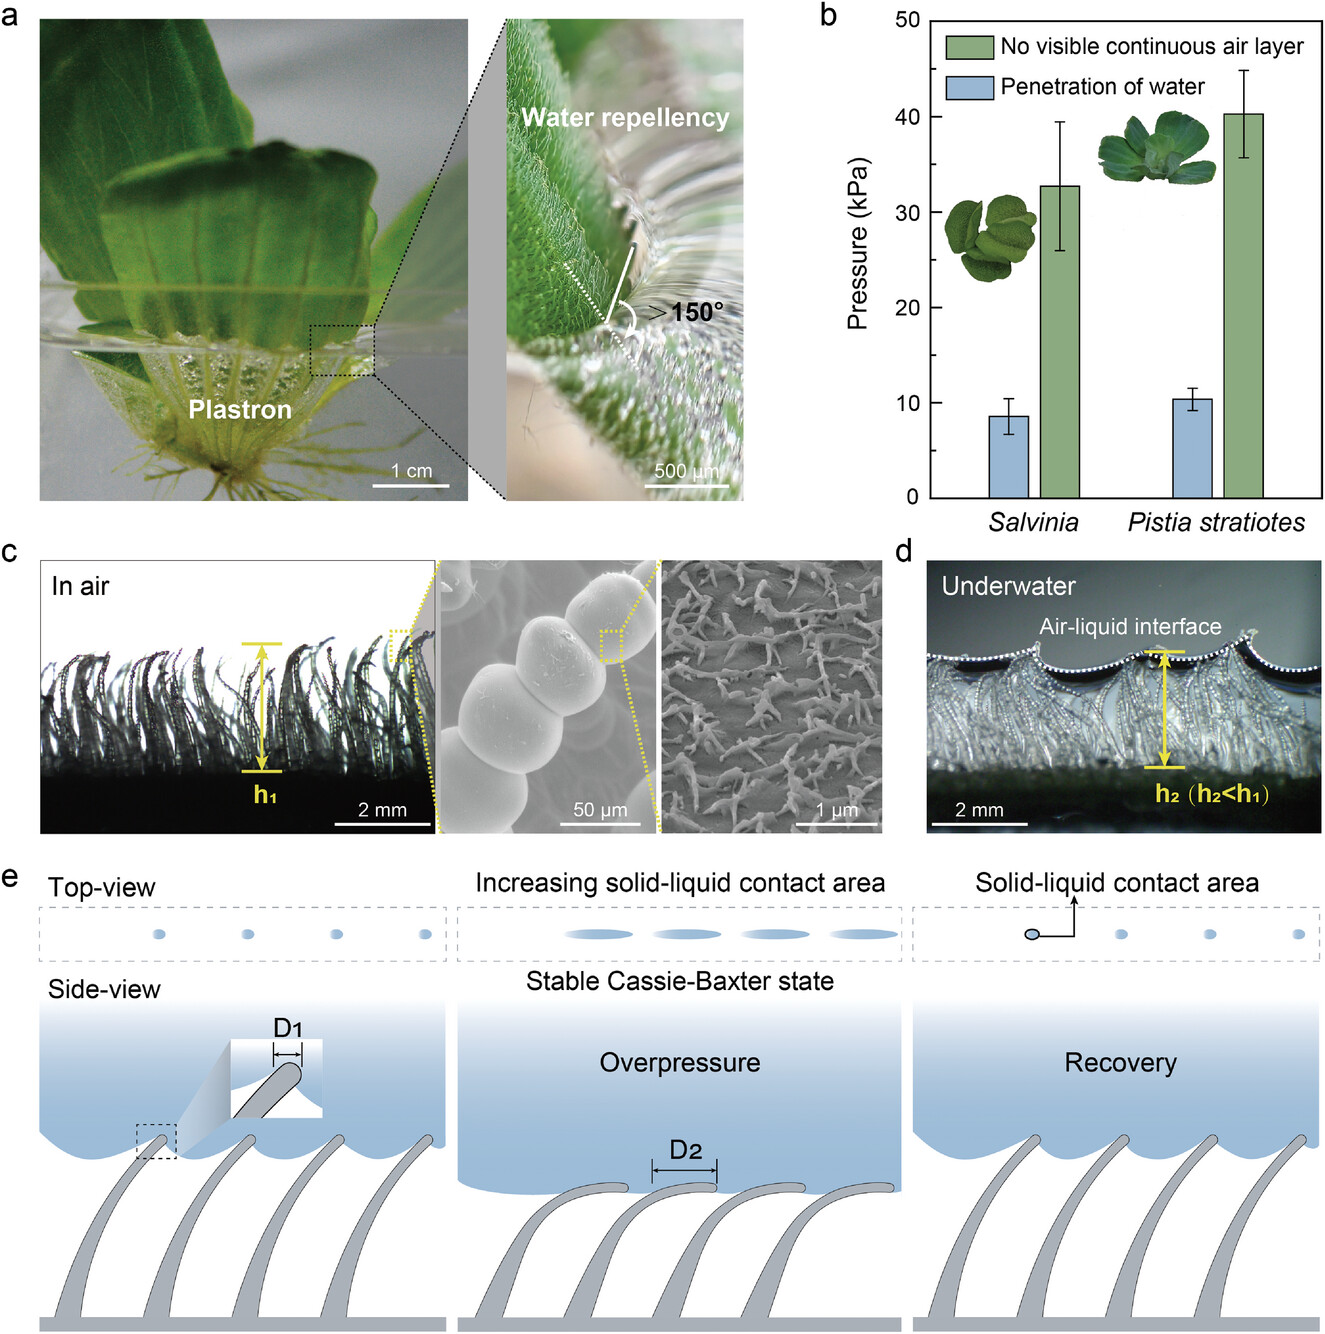 a
Water repellency
>150°
Plastron
1 cm
500 µm
b
50
40
30
20
10
0
Pressure (kPa)
No visible continuous air layer
Penetration of water
Salvinia
Pistia stratiotes
c
In air
h1
2 mm
50 µm
1 µm
d
Underwater
Air-liquid interface
h2 (h2<h1)
2 mm
e
Top-view
Increasing solid-liquid contact area
Solid-liquid contact area
Side-view
Stable Cassie-Baxter state
D1
Overpressure
Recovery
D2